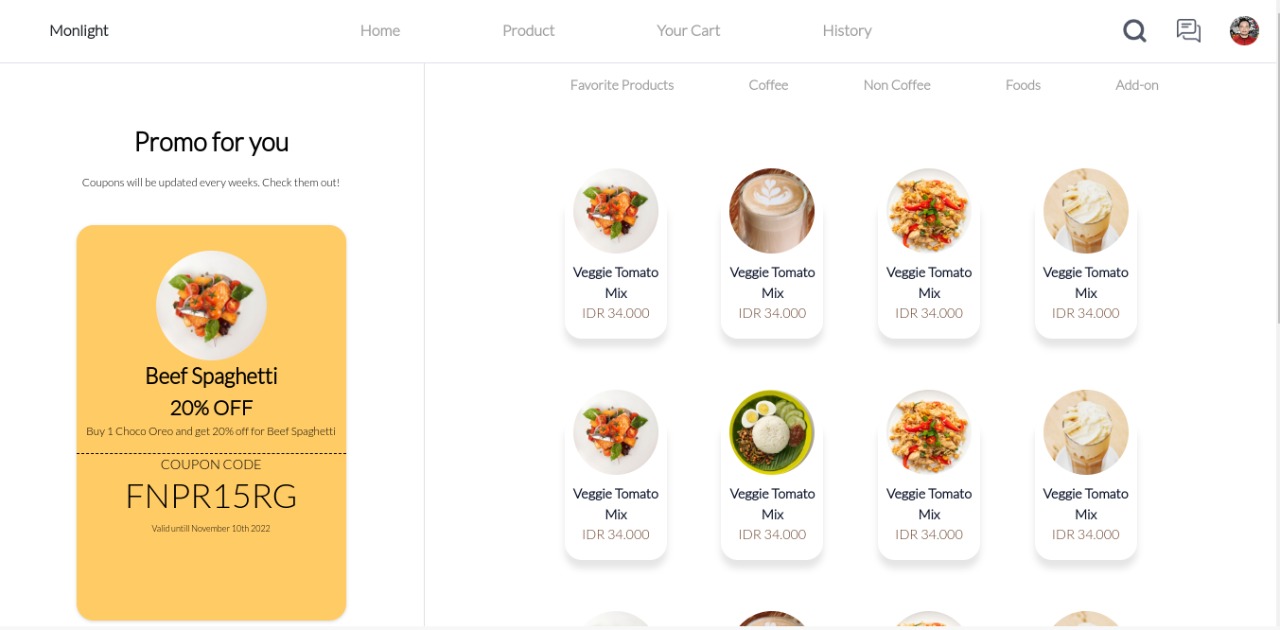 Monlight
Home
Product
Your Cart
History
Favorite Products
Coffee
Non Coffee
Foods
Add-on
Promo for you
Coupons will be updated every weeks. Check them out!
Beef Spaghetti
20% OFF
Buy 1 Choco Oreo and get 20% off for Beef Spaghetti
COUPON CODE
FNPR15RG
Valid untill November 10th 2022
Veggie Tomato
Mix
IDR 34.000
Veggie Tomato
Mix
IDR 34.000
Veggie Tomato
Mix
IDR 34.000
Veggie Tomato
Mix
IDR 34.000
Veggie Tomato
Mix
IDR 34.000
Veggie Tomato
Mix
IDR 34.000
Veggie Tomato
Mix
IDR 34.000
Veggie Tomato
Mix
IDR 34.000